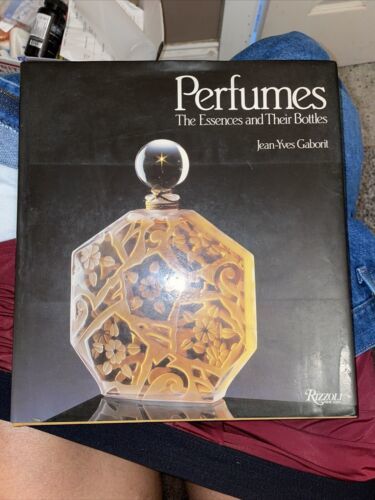 Perfumes
The Essences and Their Bottles
Jean-Yves Gaborit
RIZZOLI